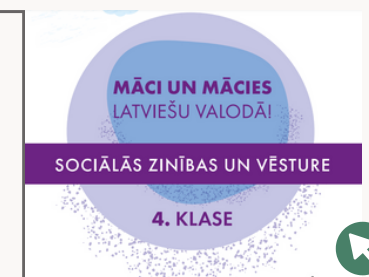 MĀCI UN MĀCIES
LATVIEŠU VALODĀ!
SOCIĀLĀS ZINĪBAS UN VĒSTURE
4. KLASE